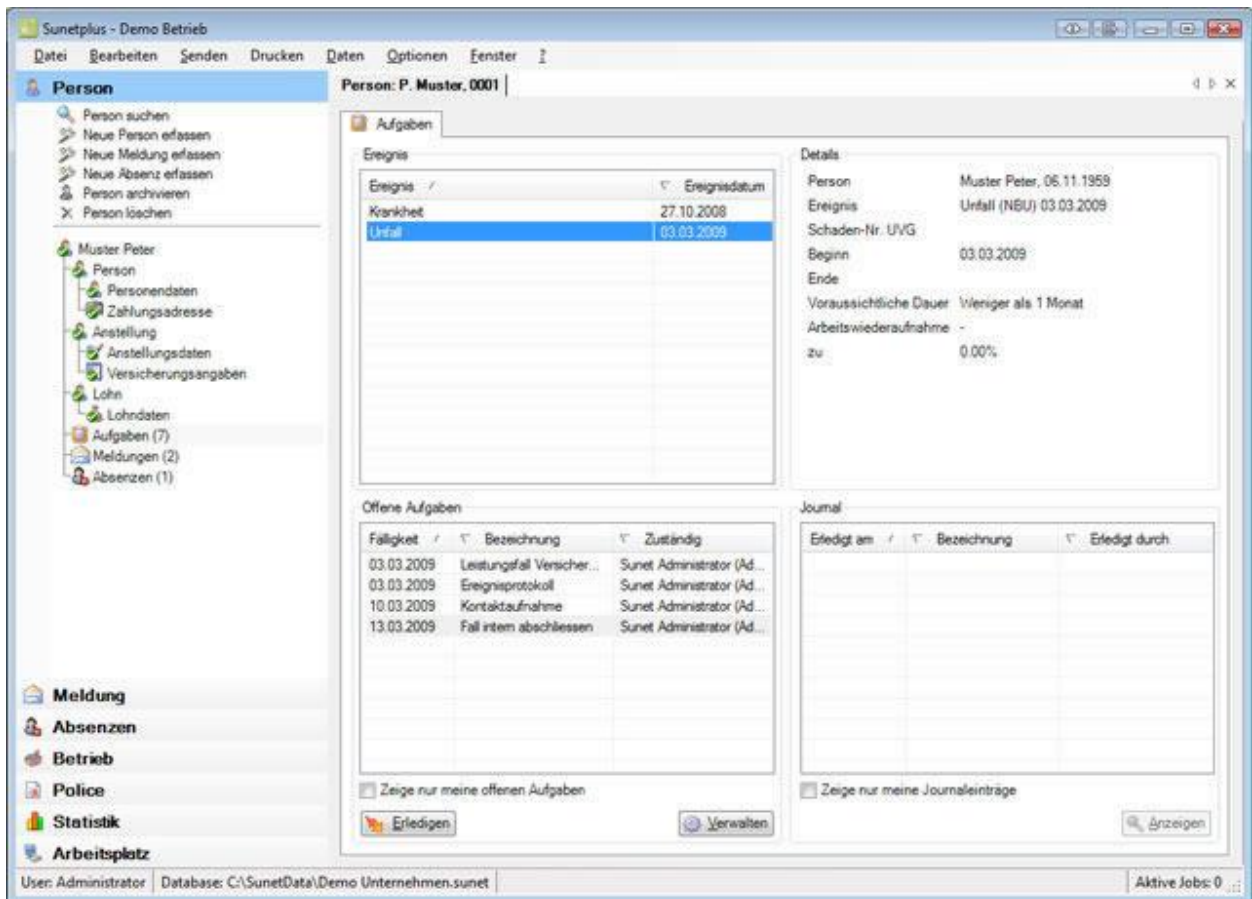 Sunetplus - Demo Betrieb
Datei Bearbeiten Senden Drucken Daten Optionen Fenster ?
Person
Person suchen
Neue Person erfassen
Neue Meldung erfassen
Neue Absenz erfassen
Person archivieren
Person löschen
Muster Peter
Person
Personendaten
Zahlungsadresse
Anstellung
Anstellungsdaten
Versicherungsangaben
Lohn
Lohndaten
Aufgaben (7)
Meldungen (2)
Absenzen (1)
Meldung
Absenzen
Betrieb
Police
Statistik
Arbeitsplatz
Person: P. Muster, 0001
Aufgaben
Ereignis
Ereignis Ereignisdatum
Krankheit 27.10.2008
Unfall 03.03.2009
Details
Person Muster Peter, 06.11.1959
Ereignis Unfall (NBU) 03.03.2009
Schaden-Nr. UVG
Beginn 03.03.2009
Ende
Voraussichtliche Dauer Weniger als 1 Monat
Arbeitswiederaufnahme -
zu 0.00%
Offene Aufgaben
Fälligkeit Bezeichnung Zuständig
03.03.2009 Leistungsfall Versicher... Sunet Administrator (Ad...
03.03.2009 Ereignisprotokoll Sunet Administrator (Ad...
10.03.2009 Kontaktaufnahme Sunet Administrator (Ad...
13.03.2009 Fall intern abschliessen Sunet Administrator (Ad...
Zeige nur meine offenen Aufgaben
Erledigen Verwalten
Journal
Erledigt am Bezeichnung Erledigt durch
Zeige nur meine Journaleinträge
Anzeigen
User: Administrator Database: C:\SunetData\Demo Unternehmen.sunet Aktive Jobs: 0